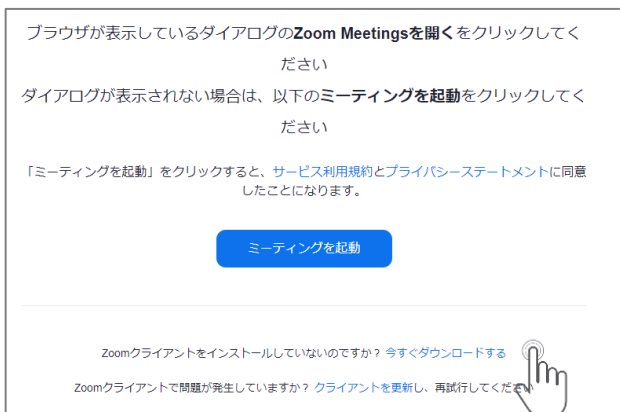 ブラウザが表示しているダイアログのZoom Meetingsを開くをクリックしてく
ださい
ダイアログが表示されない場合は、以下のミーティングを起動をクリックしてく
ださい
「ミーティングを起動」をクリックすると、サービス利用規約とプライバシーステートメントに同意
したことになります。
ミーティングを起動
Zoomクライアントをインストールしていないのですか？今すぐダウンロードする
Zoomクライアントで問題が発生していますか？クライアントを更新し、再試行してください